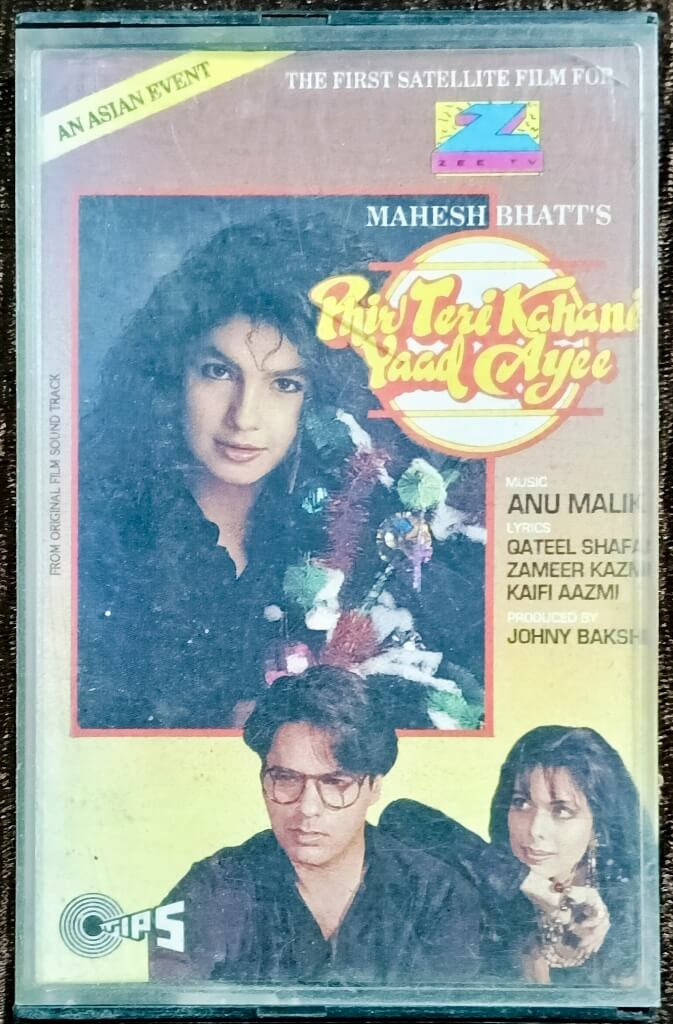 AN ASIAN EVENT
THE FIRST SATELLITE FILM FOR
Z
ZEE TV
MAHESH BHATT'S
Phir Teri Kahani
Yaad Ayee
FROM ORIGINAL FILM SOUND TRACK
MUSIC
ANU MALIK
LYRICS
QATEEL SHAFAI
ZAMEER KAZMI
KAIFI AAZMI
PRODUCED BY
JOHNY BAKSHI
TIPS